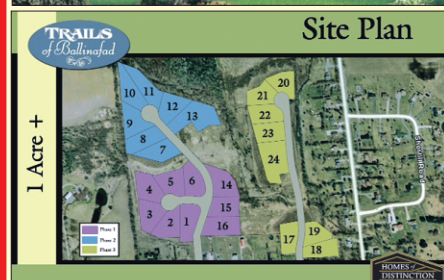 TRAILS
of Ballinafad
Site Plan
1 Acre +
10 11
12
13
9
8
7
5 6
4
14
3
15
2 1
16
20
21
22
23
24
17
19
18
Phase 1
Phase 2
Phase 3
HOMES of
DISTINCTION